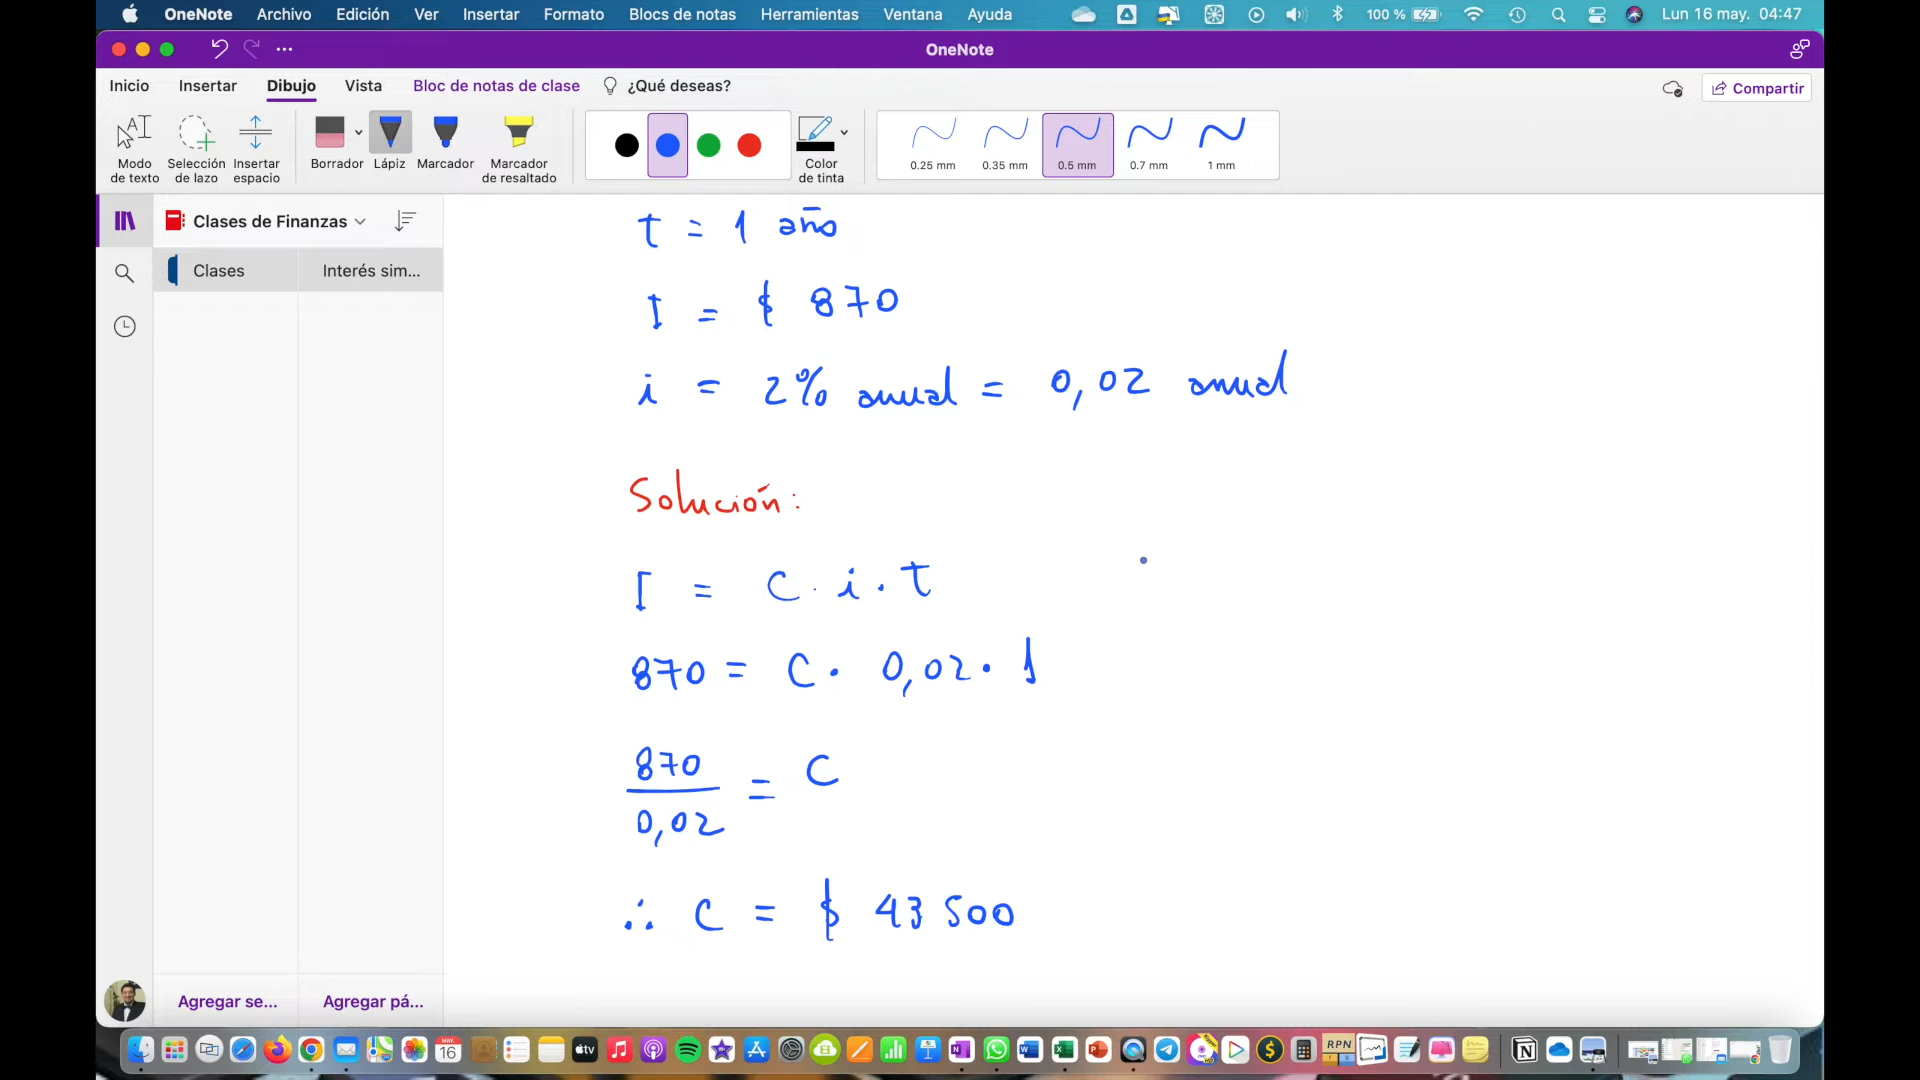 OneNote Archivo Edición Ver Insertar Formato Blocs de notas Herramientas Ventana Ayuda 100 % Lun 16 may. 04:47
OneNote
Inicio Insertar Dibujo Vista Bloc de notas de clase ¿Qué deseas? Compartir
Modo de texto
Selección de lazo
Insertar espacio
Borrador
Lápiz
Marcador
Marcador de resaltado
Color de tinta
0.25 mm 0.35 mm 0.5 mm 0.7 mm 1 mm
Clases de Finanzas
Clases Interés sim...
t = 1 año
I = $ 870
i = 2% anual = 0,02 anual
Solución:
I = C · i · t
870 = C · 0,02 · 1
870
0,02
= C
∴ C = $ 43 500
Agregar se... Agregar pá...
MAY 16
tv
RPN